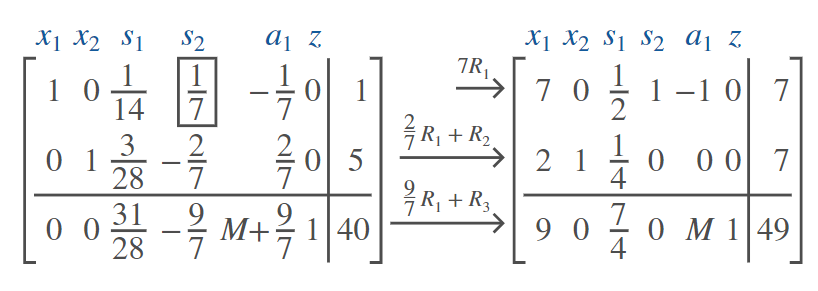 x₁ x₂ s₁ s₂ a₁ z
1 0 1/14 1/7 −1/7 0 | 1
0 1 3/28 −2/7 2/7 0 | 5
0 0 31/28 −9/7 M+9/7 1 | 40
7R₁
2/7 R₁ + R₂
9/7 R₁ + R₃
x₁ x₂ s₁ s₂ a₁ z
7 0 1/2 1 −1 0 | 7
2 1 1/4 0 0 0 | 7
9 0 7/4 0 M 1 | 49